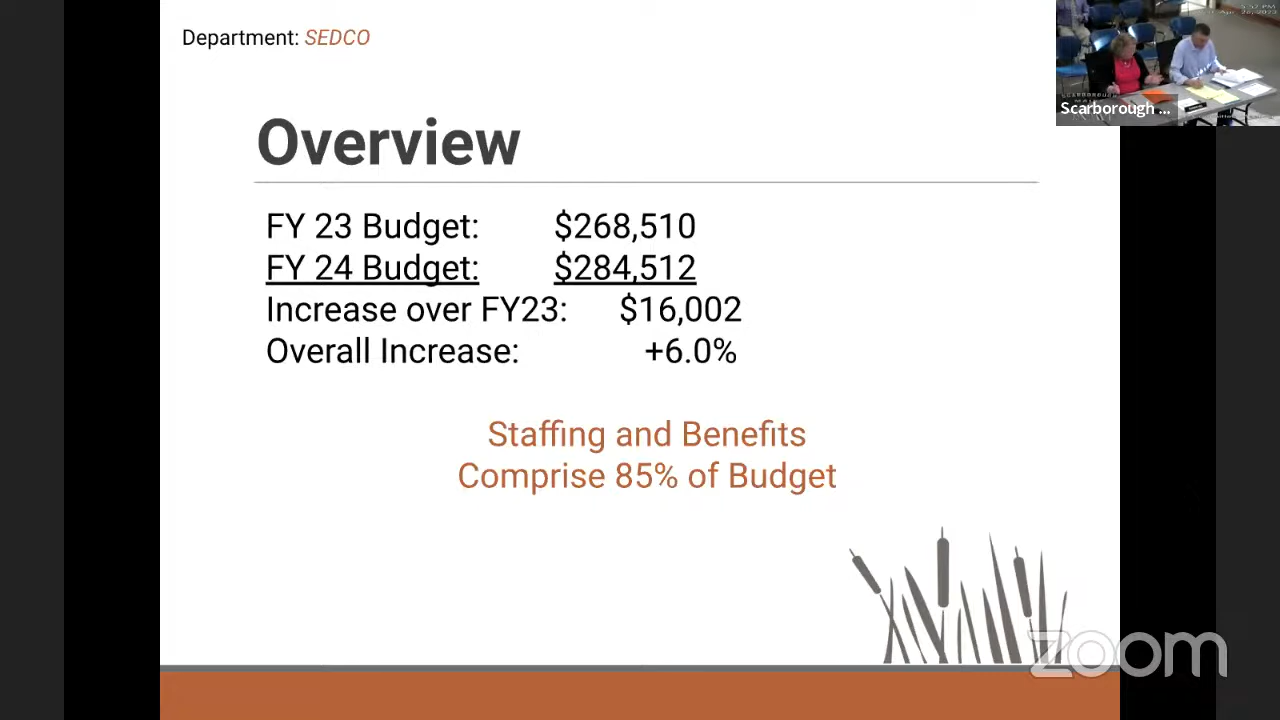 Department: SEDCO
Overview
FY 23 Budget: $268,510
FY 24 Budget: $284,512
Increase over FY23: $16,002
Overall Increase: +6.0%
Staffing and Benefits
Comprise 85% of Budget
Scarborough ...
zoom